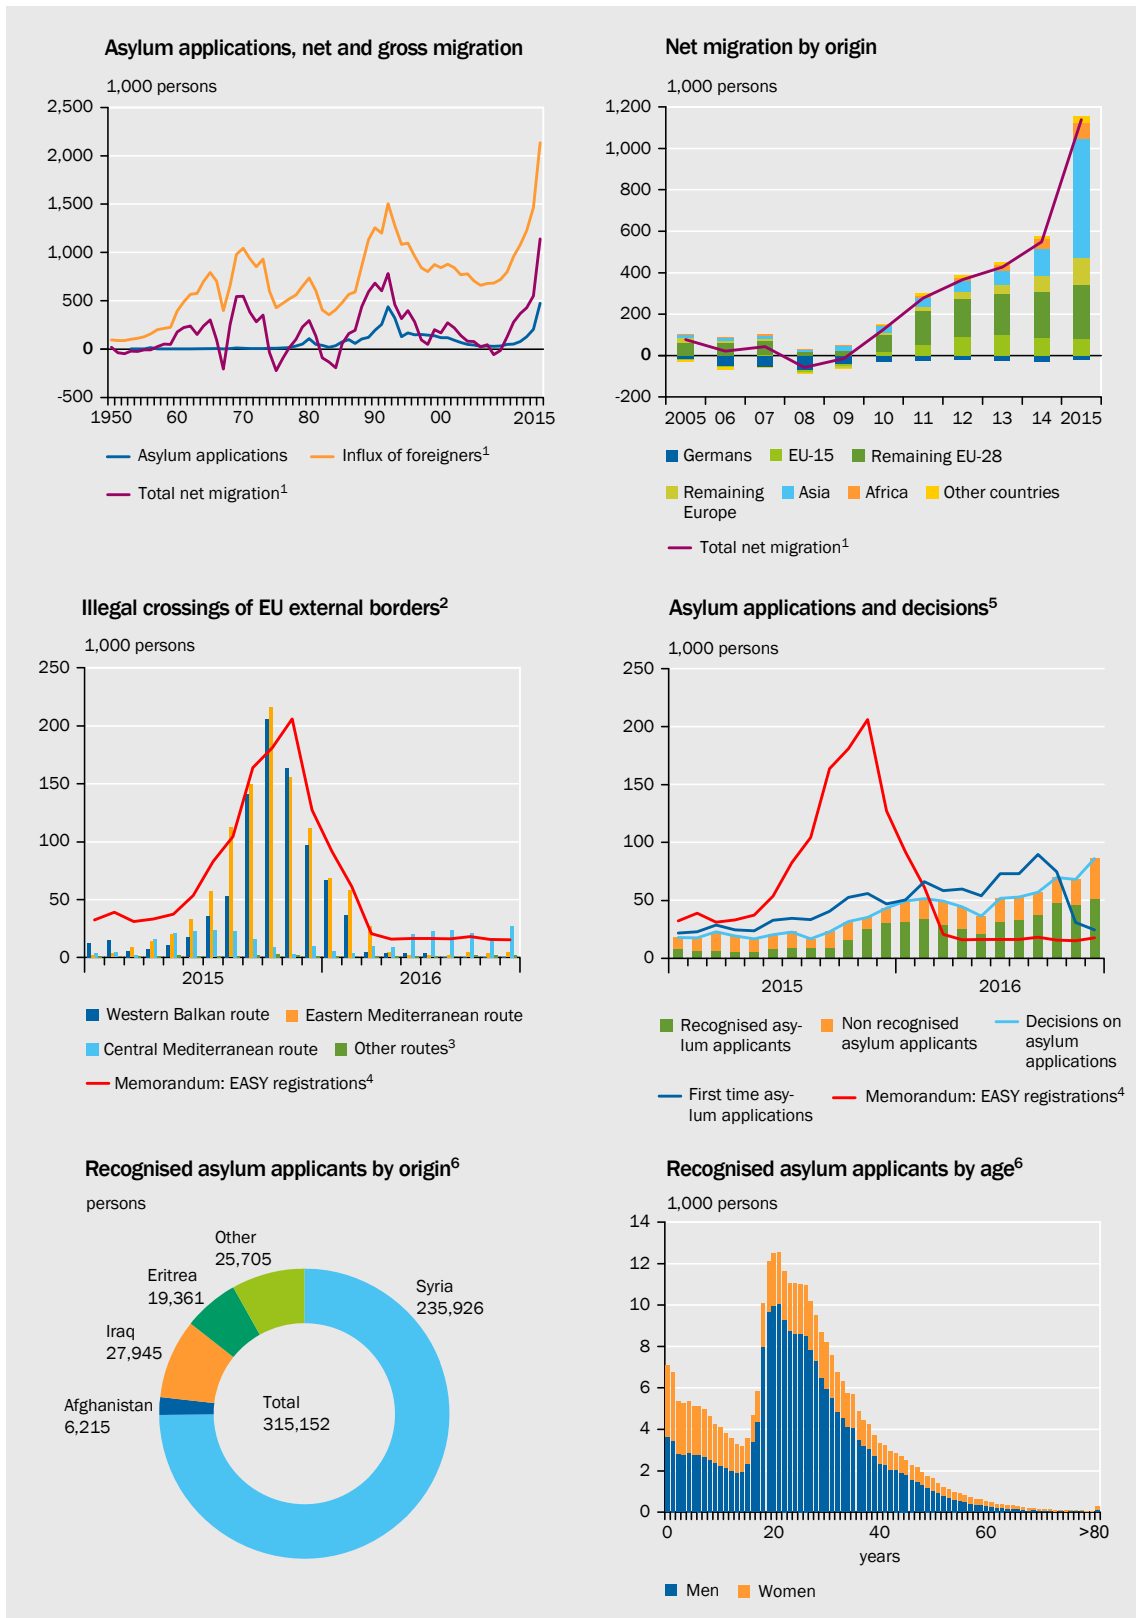 Asylum applications, net and gross migration
1,000 persons
2,500
2,000
1,500
1,000
500
0
-500
1950 60 70 80 90 00 2015
Asylum applications
Influx of foreigners1
Total net migration1
Net migration by origin
1,000 persons
1,200
1,000
800
600
400
200
0
-200
2005 06 07 08 09 10 11 12 13 14 2015
Germans
EU-15
Remaining EU-28
Remaining
Europe
Asia
Africa
Other countries
Total net migration1
Illegal crossings of EU external borders2
1,000 persons
250
200
150
100
50
0
2015 2016
Western Balkan route
Eastern Mediterranean route
Central Mediterranean route
Other routes3
Memorandum: EASY registrations4
Asylum applications and decisions5
1,000 persons
250
200
150
100
50
0
2015 2016
Recognised asy-
lum applicants
Non recognised
asylum applicants
Decisions on
asylum
applications
First time asy-
lum applications
Memorandum: EASY registrations4
Recognised asylum applicants by origin6
persons
Other
25,705
Eritrea
19,361
Iraq
27,945
Afghanistan
6,215
Syria
235,926
Total
315,152
Recognised asylum applicants by age6
1,000 persons
14
12
10
8
6
4
2
0
0 20 40 60 >80
years
Men
Women